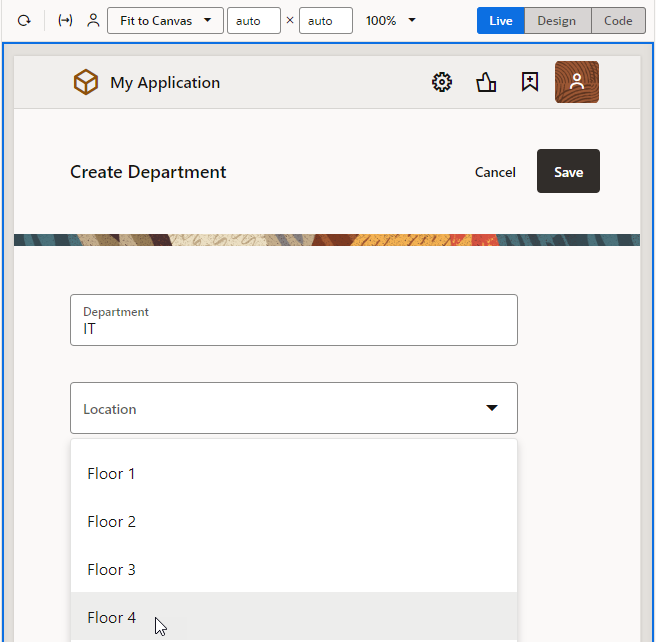 Fit to Canvas auto × auto 100% Live Design Code
My Application
Create Department Cancel Save
Department
IT
Location
Floor 1
Floor 2
Floor 3
Floor 4